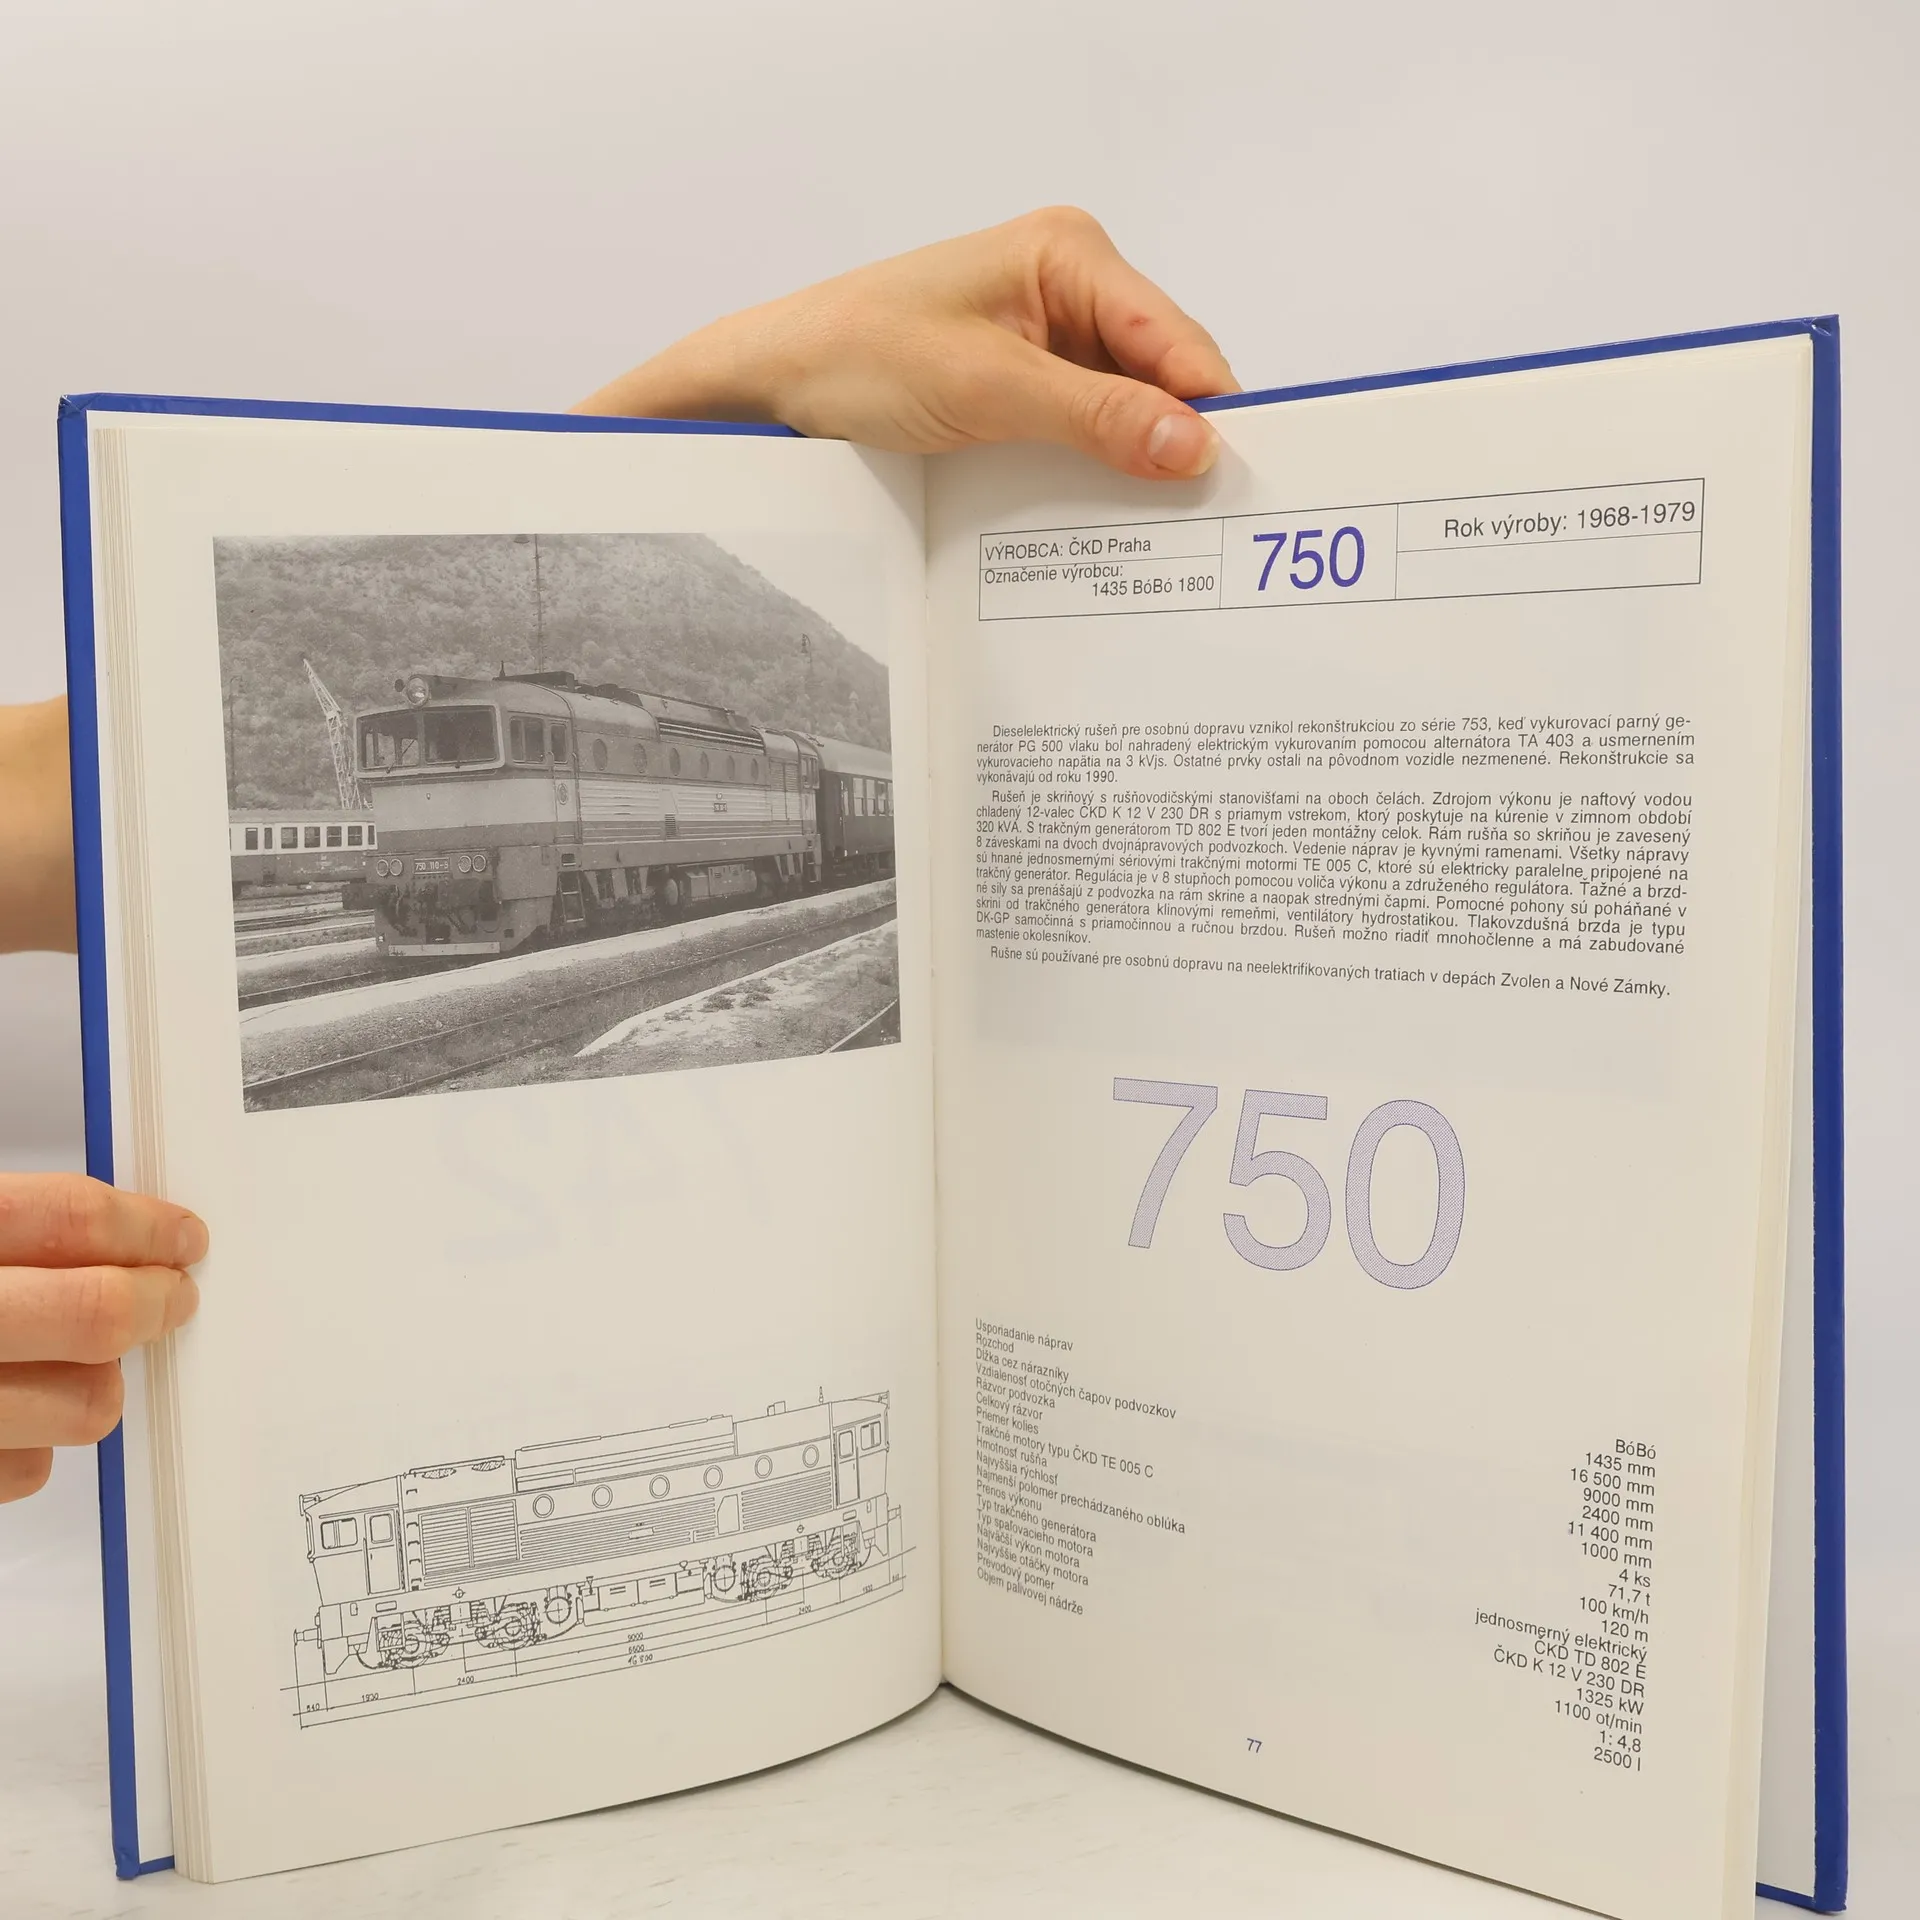 750 110-
9000
16 500
2400
1930
640
2400
1930
VÝROBCA: ČKD Praha
Označenie výrobcu:
1435 BóBó 1800
750
Rok výroby: 1968-1979
Dieselelektrický rušeň pre osobnú dopravu vznikol rekonštrukciou zo série 753, keď vykurovací parný ge-
nerátor PG 500 vlaku bol nahradený elektrickým vykurovaním pomocou alternátora TA 403 a usmernením
vykurovacieho napätia na 3 kVjs. Ostatné prvky ostali na pôvodnom vozidle nezmenené. Rekonštrukcie sa
vykonávajú od roku 1990.
Rušeň je skriňový s rušňovodičskými stanovišťami na oboch čelách. Zdrojom výkonu je naftový vodou
chladený 12-valec ČKD K 12 V 230 DR s priamym vstrekom, ktorý poskytuje na kúrenie v zimnom období
320 kVA. S trakčným generátorom TD 802 E tvorí jeden montážny celok. Rám rušňa so skriňou je zavesený
8 záveskami na dvoch dvojnápravových podvozkoch. Vedenie náprav je kyvnými ramenami. Všetky nápravy
sú hnané jednosmernými sériovými trakčnými motormi TE 005 C, ktoré sú elektricky paralelne pripojené na
trakčný generátor. Regulácia je v 8 stupňoch pomocou voliča výkonu a združeného regulátora. Ťažné a brzd-
né sily sa prenášajú z podvozka na rám skrine a naopak strednými čapmi. Pomocné pohony sú poháňané v
skrini od trakčného generátora klinovými remeňmi, ventilátory hydrostatikou. Tlakovzdušná brzda je typu
DK-GP samočinná s priamočinnou a ručnou brzdou. Rušeň možno riadiť mnohočlenne a má zabudované
mastenie okolesníkov.
Rušne sú používané pre osobnú dopravu na neelektrifikovaných tratiach v depách Zvolen a Nové Zámky.
750
Usporiadanie náprav BóBó
Rozchod 1435 mm
Dĺžka cez nárazníky 16 500 mm
Vzdialenosť otočných čapov podvozkov 9000 mm
Rázvor podvozka 2400 mm
Celkový rázvor 11 400 mm
Priemer kolies 1000 mm
Trakčné motory typu ČKD TE 005 C 4 ks
Hmotnosť rušňa 71,7 t
Najvyššia rýchlosť 100 km/h
Najmenší polomer prechádzaného oblúka 120 m
Prenos výkonu jednosmerný elektrický
Typ trakčného generátora ČKD TD 802 E
Typ spaľovacieho motora ČKD K 12 V 230 DR
Najväčší výkon motora 1325 kW
Najvyššie otáčky motora 1100 ot/min
Prevodový pomer 1: 4,8
Objem palivovej nádrže 2500 l
77